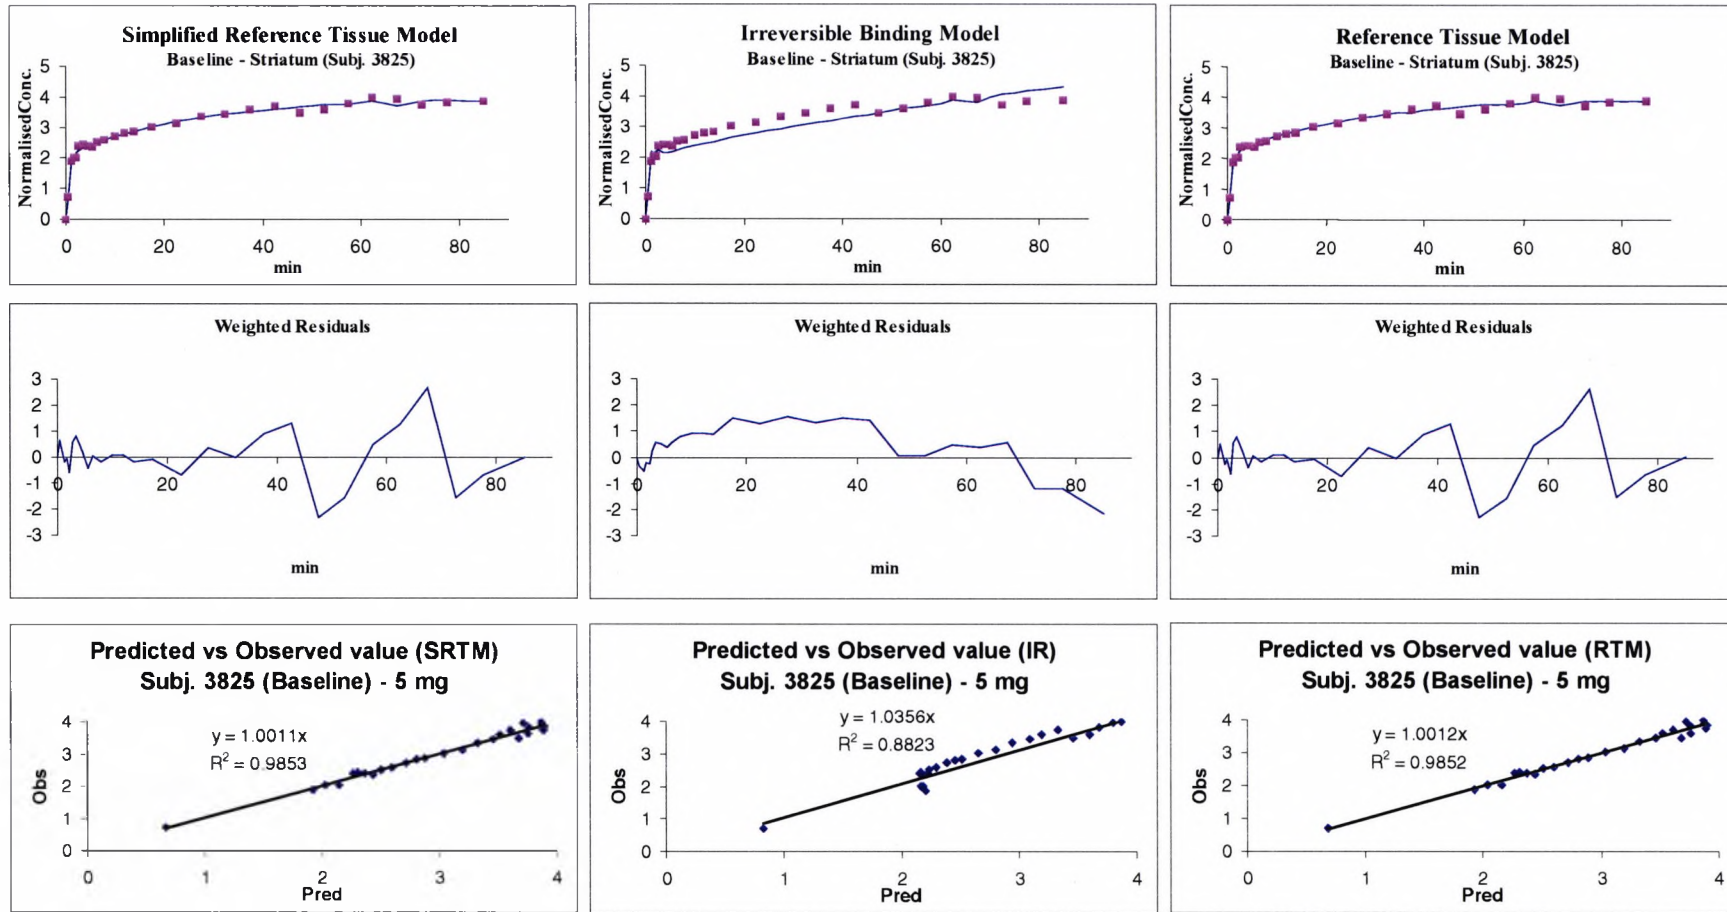 Simplified Reference Tissue Model
Baseline - Striatum (Subj. 3825)
NormalisedConc.
5
4
3
2
1
0
0 20 40 60 80
min
Irreversible Binding Model
Baseline - Striatum (Subj. 3825)
NormalisedConc.
5
4
3
2
1
0
0 20 40 60 80
min
Reference Tissue Model
Baseline - Striatum (Subj. 3825)
NormalisedConc.
5
4
3
2
1
0
0 20 40 60 80
min
Weighted Residuals
3
2
1
0
-1
-2
-3
0 20 40 60 80
min
Weighted Residuals
3
2
1
0
-1
-2
-3
0 20 40 60 80
min
Weighted Residuals
3
2
1
0
-1
-2
-3
0 20 40 60 80
min
Predicted vs Observed value (SRTM)
Subj. 3825 (Baseline) - 5 mg
y = 1.0011x
R² = 0.9853
Obs
4
3
2
1
0
0 1 2 3 4
Pred
Predicted vs Observed value (IR)
Subj. 3825 (Baseline) - 5 mg
y = 1.0356x
R² = 0.8823
Obs
4
3
2
1
0
0 1 2 3 4
Pred
Predicted vs Observed value (RTM)
Subj. 3825 (Baseline) - 5 mg
y = 1.0012x
R² = 0.9852
Obs
4
3
2
1
0
0 1 2 3 4
Pred